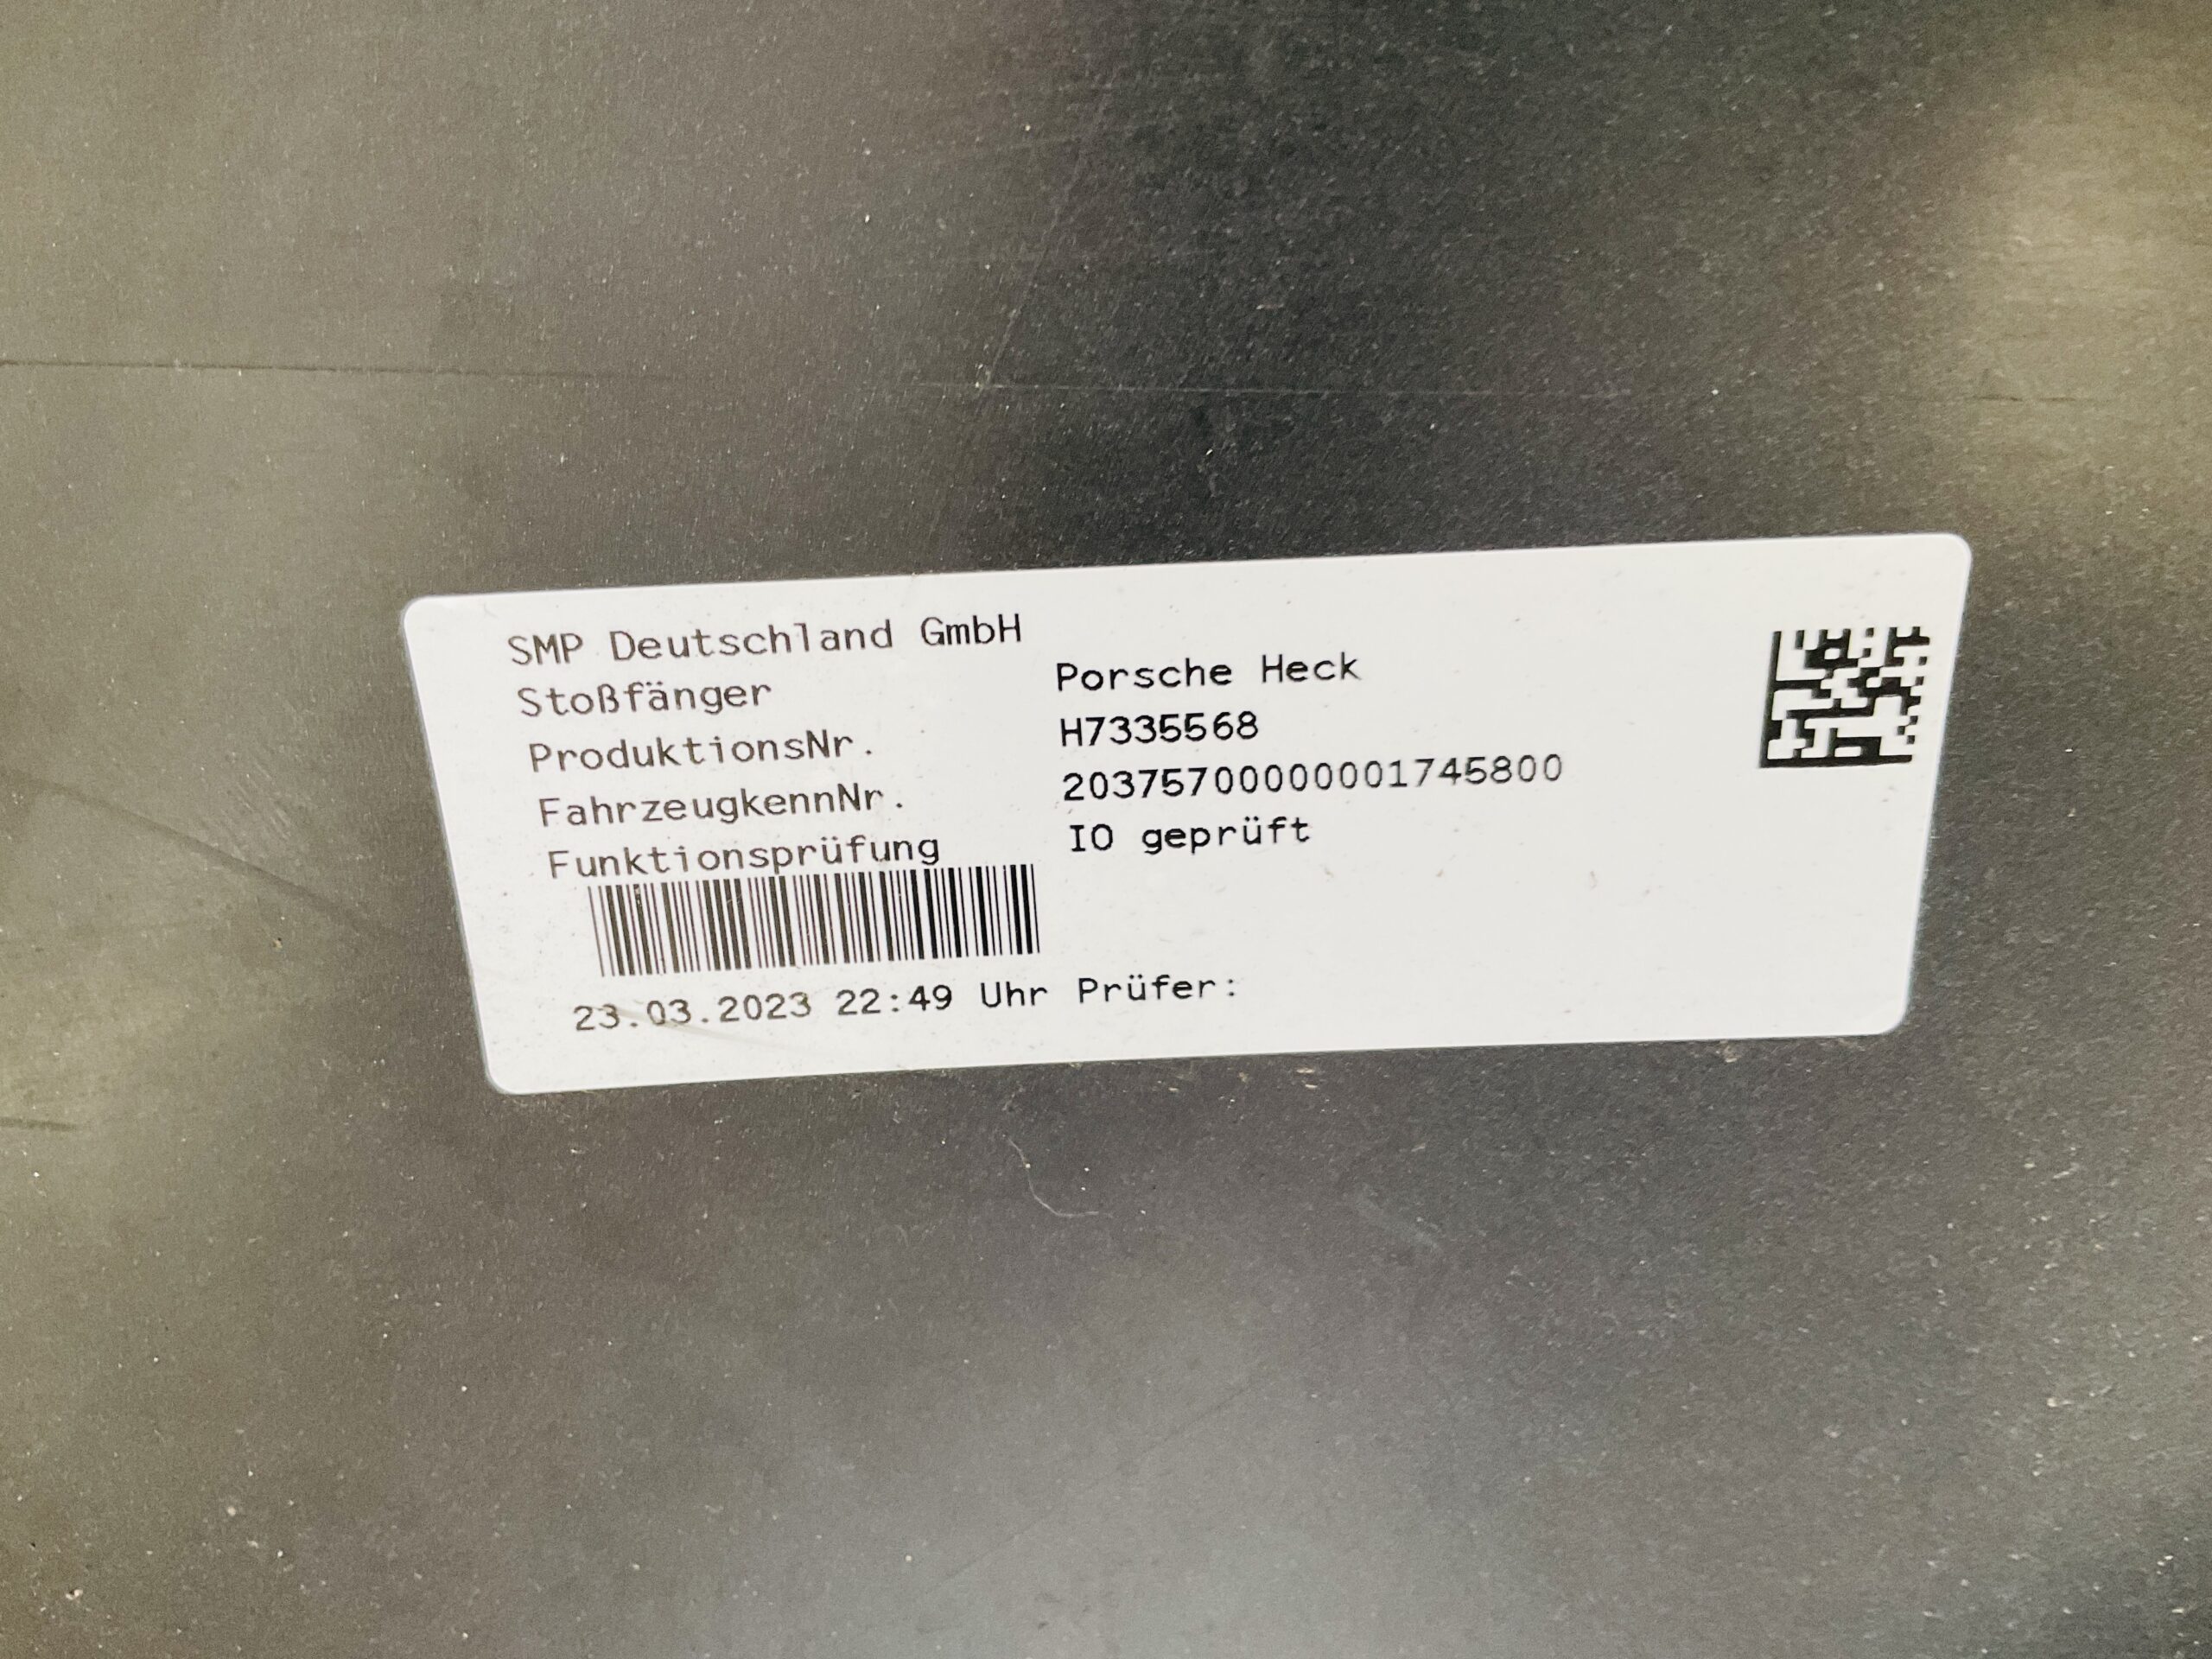 SMP Deutschland GmbH
Stoßfänger Porsche Heck
ProduktionsNr. H7335568
FahrzeugkennNr. 20375700000001745800
Funktionsprüfung IO geprüft
23.03.2023 22:49 Uhr Prüfer: